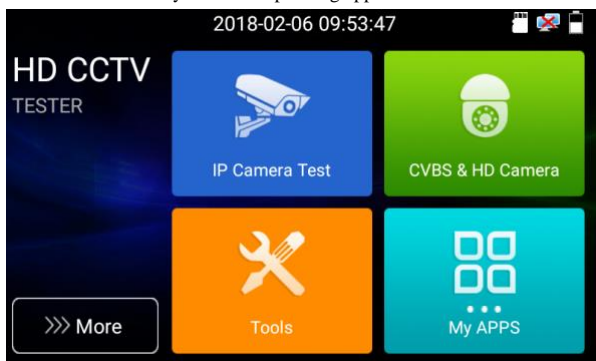 2018-02-06 09:53:47
HD CCTV
TESTER
IP Camera Test
CVBS & HD Camera
>>> More
Tools
My APPS